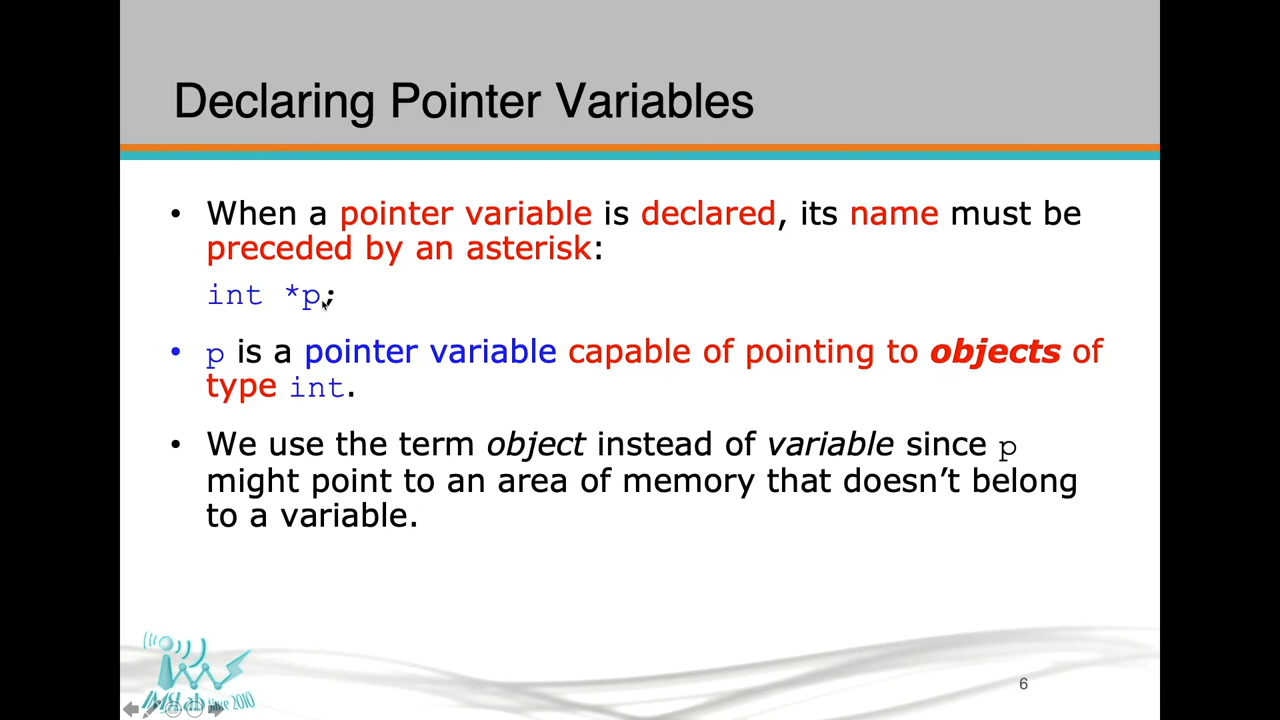 Declaring Pointer Variables
• When a pointer variable is declared, its name must be
preceded by an asterisk:
int *p;
• p is a pointer variable capable of pointing to objects of
type int.
• We use the term object instead of variable since p
might point to an area of memory that doesn’t belong
to a variable.
since 2010
6